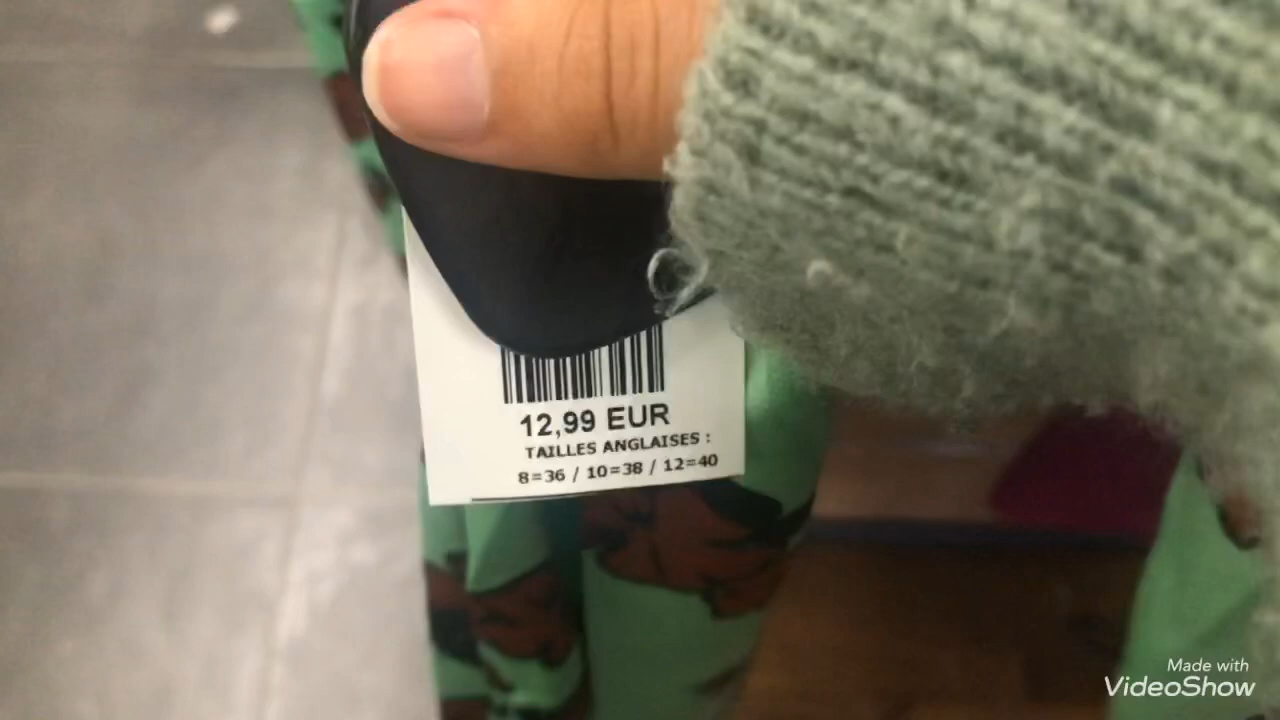 12,99 EUR
TAILLES ANGLAISES :
8=36 / 10=38 / 12=40
Made with
VideoShow